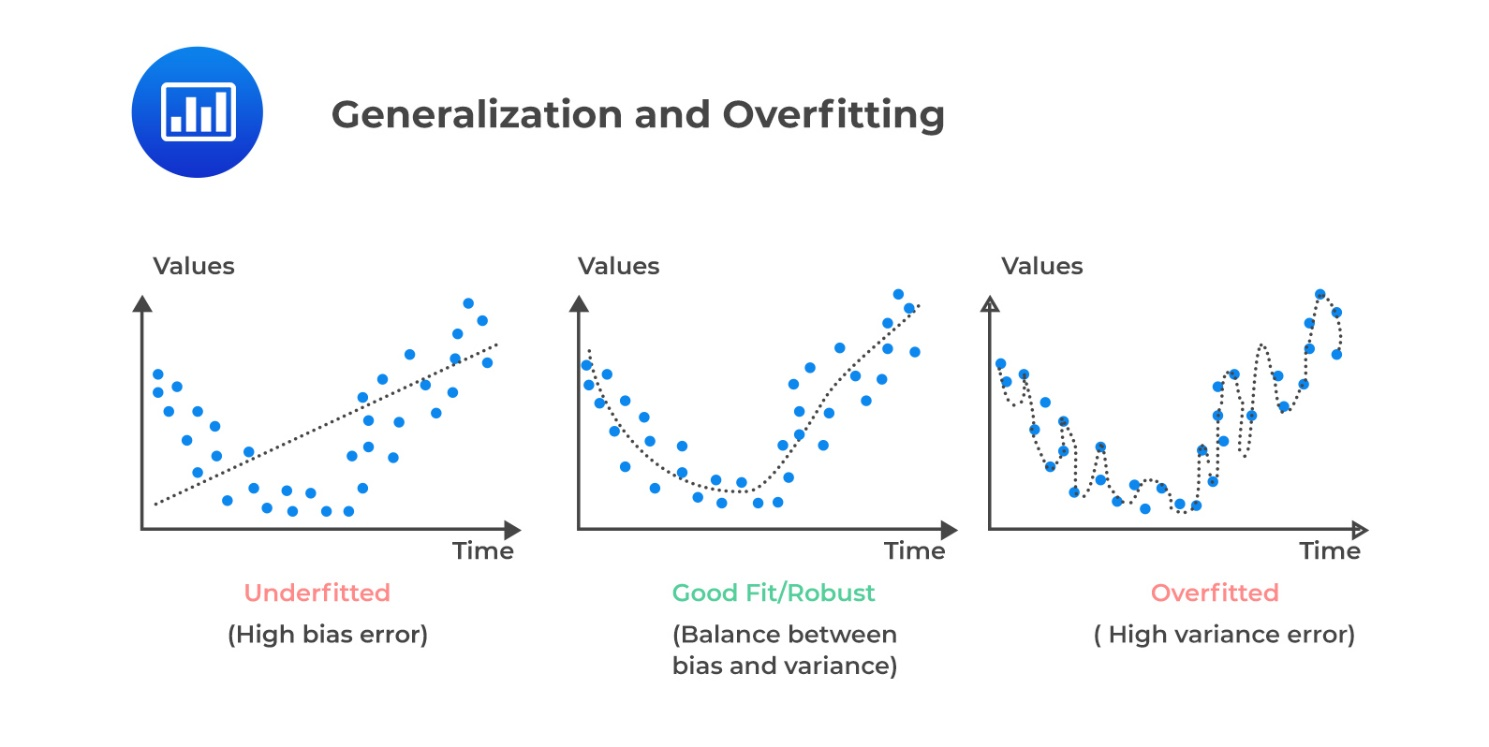 Generalization and Overfitting
Values
Values
Values
Time
Time
Time
Underfitted
(High bias error)
Good Fit/Robust
(Balance between
bias and variance)
Overfitted
( High variance error)